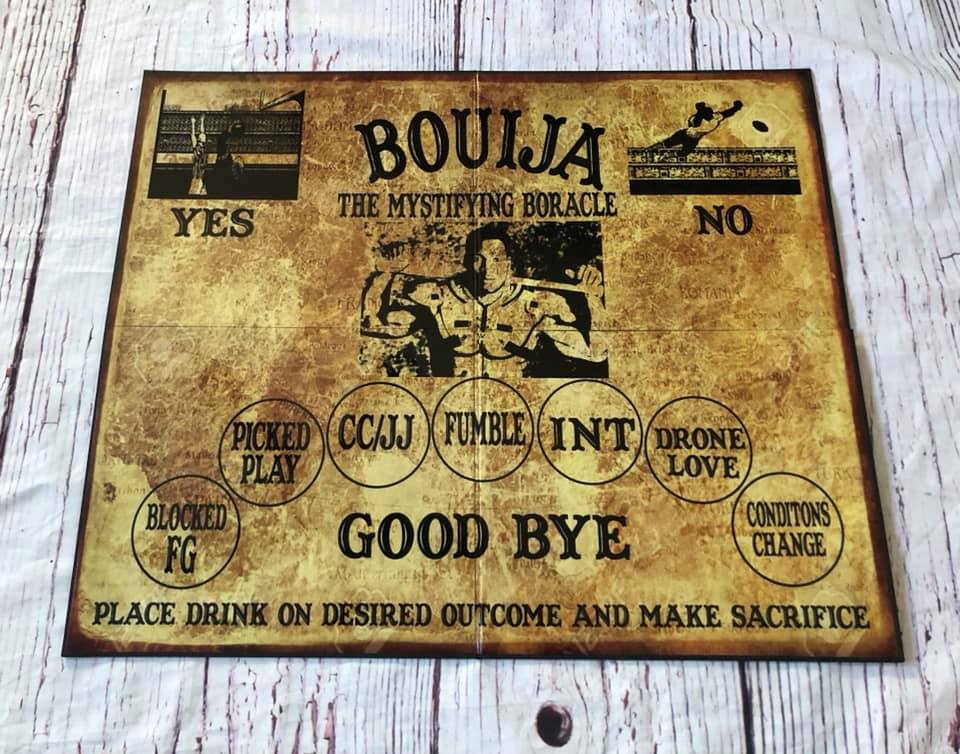 BOUIJA
THE MYSTIFYING BORACLE
YES
NO
PICKED
PLAY
CC/JJ
FUMBLE
INT
DRONE
LOVE
BLOCKED
FG
CONDITONS
CHANGE
GOOD BYE
PLACE DRINK ON DESIRED OUTCOME AND MAKE SACRIFICE
ROMANIA